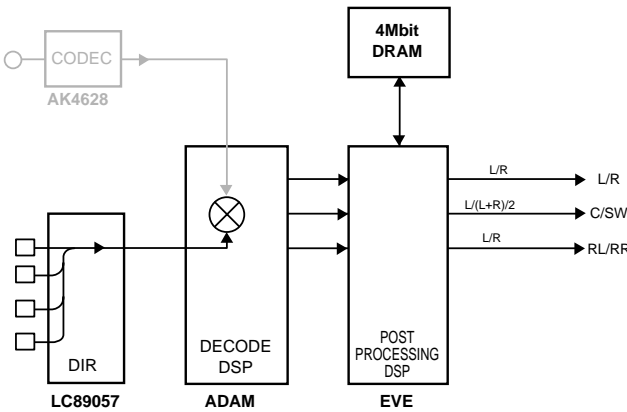 4Mbit
DRAM
CODEC
AK4628
L/R
L/R
L/(L+R)/2
C/SW
L/R
RL/RR
DIR
DECODE
DSP
POST
PROCESSING
DSP
LC89057
ADAM
EVE